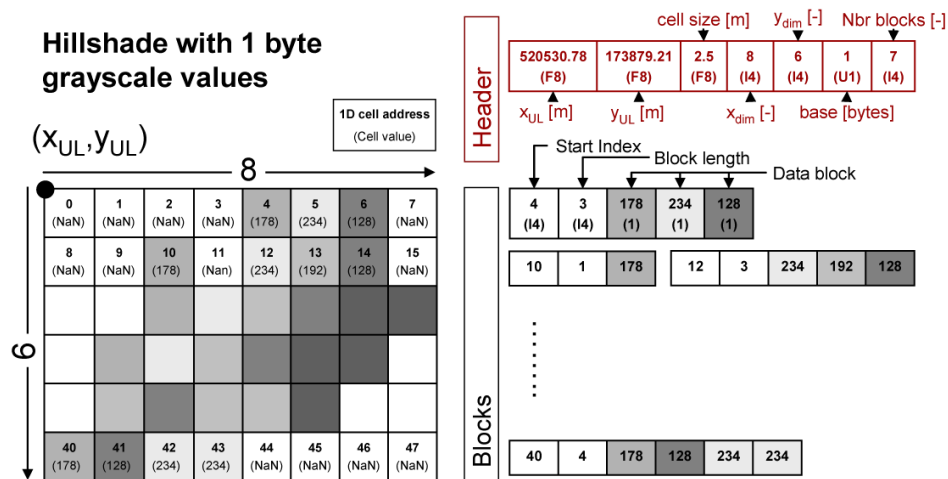 Hillshade with 1 byte
grayscale values
1D cell address
(Cell value)
(xUL,yUL)
8
6
0 1 2 3 4 5 6 7
(NaN) (NaN) (NaN) (NaN) (178) (234) (128) (NaN)
8 9 10 11 12 13 14 15
(NaN) (NaN) (178) (Nan) (234) (192) (128) (NaN)
40 41 42 43 44 45 46 47
(178) (128) (234) (234) (NaN) (NaN) (NaN) (NaN)
Header
cell size [m] ydim [-] Nbr blocks [-]
520530.78 173879.21 2.5 8 6 1 7
(F8) (F8) (F8) (I4) (I4) (U1) (I4)
xUL [m] yUL [m] xdim [-] base [bytes]
Blocks
Start Index
Block length
Data block
4 3 178 234 128
(I4) (I4) (1) (1) (1)
10 1 178 12 3 234 192 128
40 4 178 128 234 234